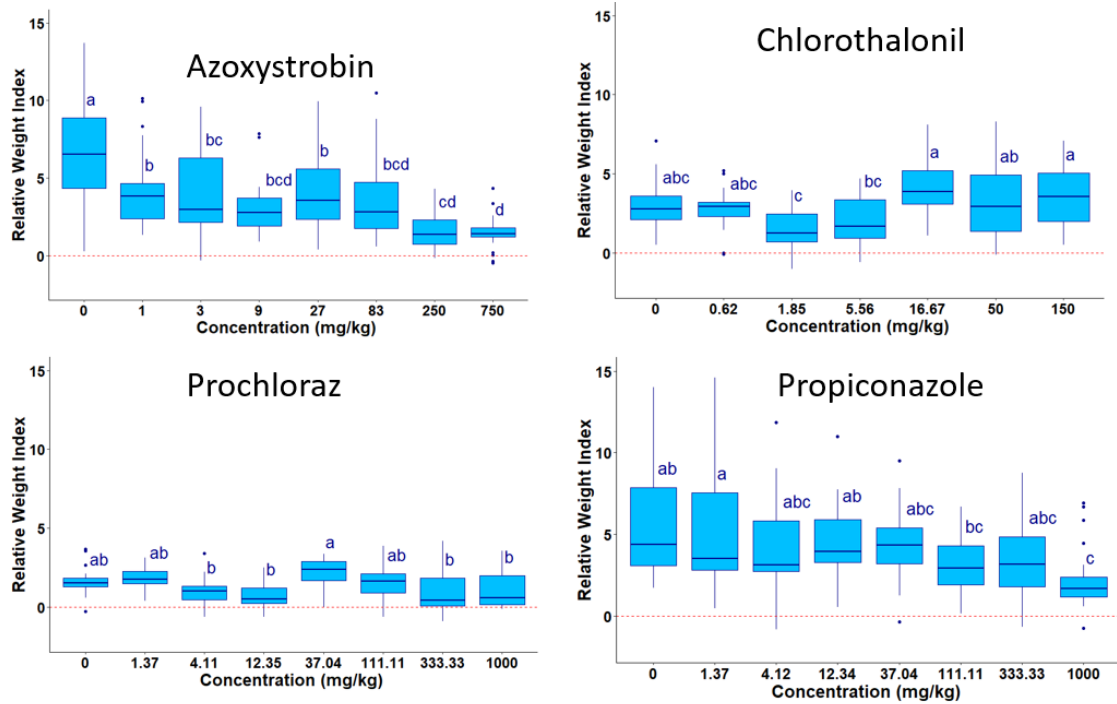 Azoxystrobin
Relative Weight Index
15
10
5
0
a
b
bc
bcd
b
bcd
cd
d
0 1 3 9 27 83 250 750
Concentration (mg/kg)
Chlorothalonil
Relative Weight Index
15
10
5
0
abc
abc
c
bc
a
ab
a
0 0.62 1.85 5.56 16.67 50 150
Concentration (mg/kg)
Prochloraz
Relative Weight Index
15
10
5
0
ab
ab
b
b
a
ab
b
b
0 1.37 4.11 12.35 37.04 111.11 333.33 1000
Concentration (mg/kg)
Propiconazole
Relative Weight Index
15
10
5
0
ab
a
abc
abc
abc
bc
abc
c
0 1.37 4.12 12.34 37.04 111.11 333.33 1000
Concentration (mg/kg)